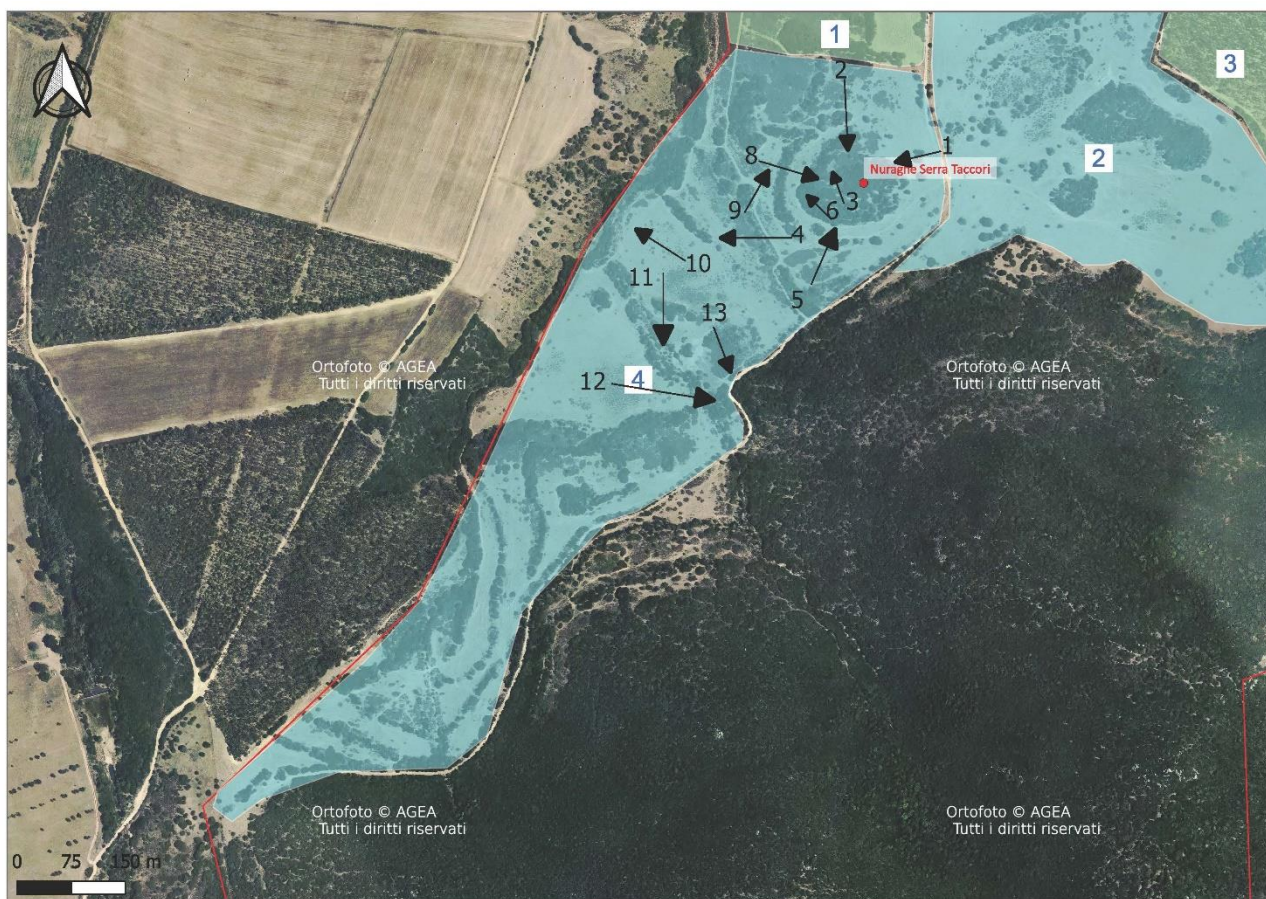 1
3
2
1
2
Nuraghe Serra Taccori
8
3
9
6
4
10
11
5
13
Ortofoto © AGEA
Tutti i diritti riservati
Ortofoto © AGEA
Tutti i diritti riservati
12
4
Ortofoto © AGEA
Tutti i diritti riservati
Ortofoto © AGEA
Tutti i diritti riservati
0 75 150 m